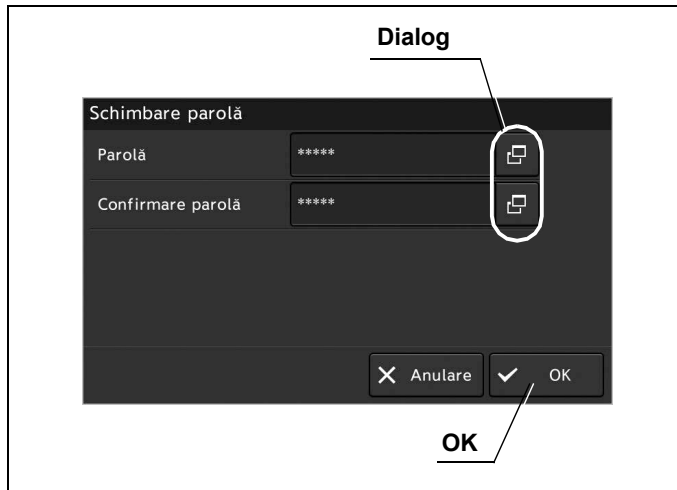 Dialog
Schimbare parolă
Parolă *****
Confirmare parolă *****
Anulare OK
OK